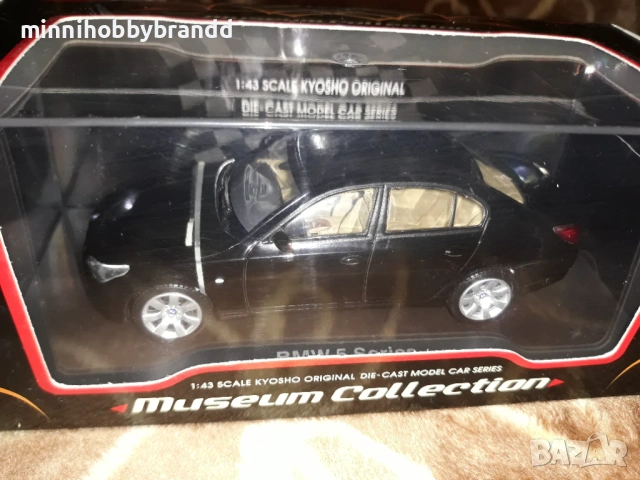 minnihobbybrandd
1:43 SCALE KYOSHO ORIGINAL
DIE-CAST MODEL CAR SERIES
BMW 5 Series
1:43 SCALE KYOSHO ORIGINAL DIE-CAST MODEL CAR SERIES
Museum Collection
BAZAR